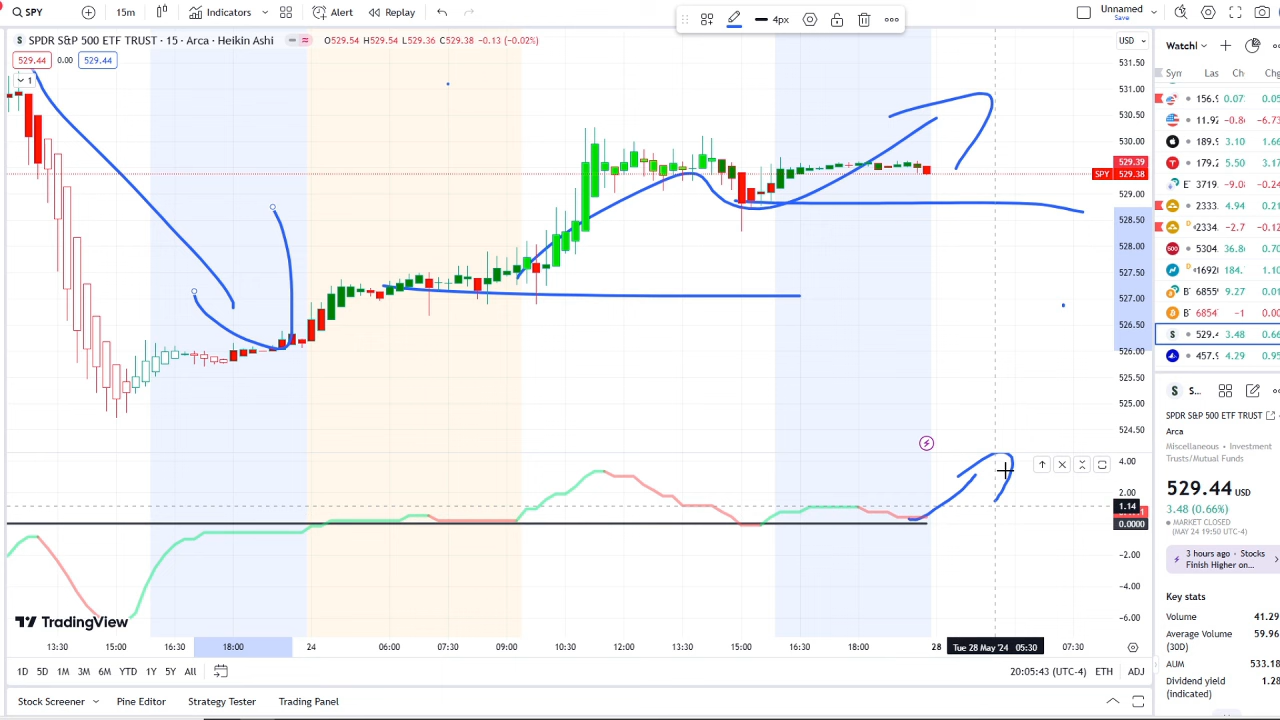 SPY 15m Indicators Alert Replay 4px Unnamed
Save
SPDR S&P 500 ETF TRUST · 15 · Arca · Heikin Ashi O529.54 H529.54 L529.36 C529.38 −0.13 (−0.02%) USD
529.44 0.00 529.44
1
531.50
531.00
530.50
530.00
529.39
SPY 529.38
529.00
528.50
528.00
527.50
527.00
526.50
526.00
525.50
525.00
524.50
4.00
2.00
1.14
0.0000
−2.00
−4.00
−6.00
TradingView
13:30 15:00 16:30 18:00 24 06:00 07:30 09:00 10:30 12:00 13:30 15:00 16:30 18:00 28 Tue 28 May '24 05:30 07:30
1D 5D 1M 3M 6M YTD 1Y 5Y All 20:05:43 (UTC-4) ETH ADJ
Stock Screener Pine Editor Strategy Tester Trading Panel
Watchl
Syn Las Ch Chg
156.9 0.07 0.05
11.92 −0.8 −6.73
189.9 3.10 1.66
179.2 5.50 3.17
E 3719. −9.0 −0.24
2333. 4.94 0.21
2334. −2.7 −0.12
5304. 36.8 0.70
1692 184. 1.10
B 6855 9.27 0.01
B 6854 −1 0.00
529.4 3.48 0.66
457.9 4.29 0.95
S...
SPDR S&P 500 ETF TRUST
Arca
Miscellaneous • Investment
Trusts/Mutual Funds
529.44 USD
3.48 (0.66%)
MARKET CLOSED
(MAY 24 19:50 UTC-4)
3 hours ago • Stocks
Finish Higher on...
Key stats
Volume 41.29
Average Volume 59.96
(30D)
AUM 533.18
Dividend yield 1.28
(indicated)